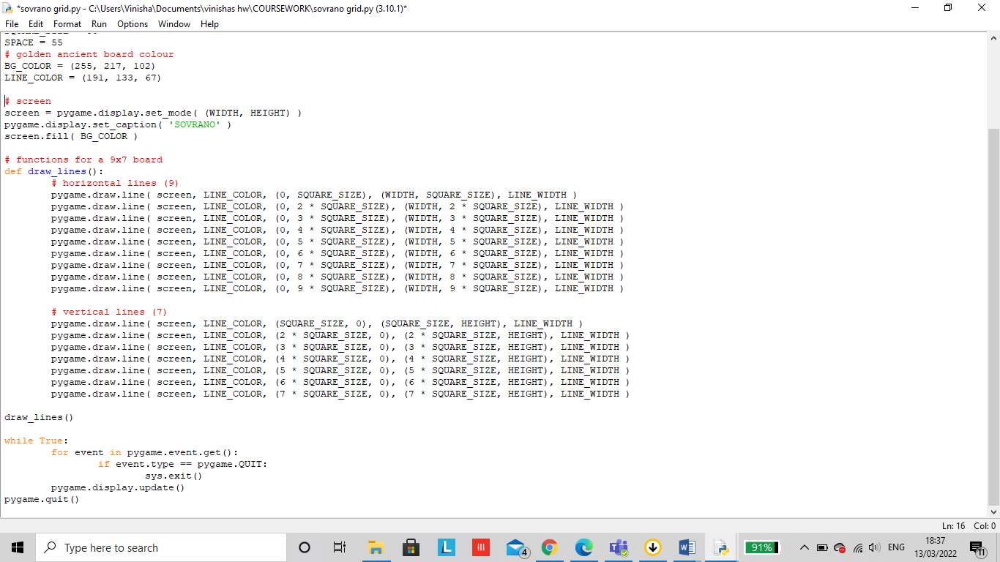 *sovrano grid.py - C:\Users\Vinisha\Documents\vinishas hw\COURSEWORK\sovrano grid.py (3.10.1)*
File Edit Format Run Options Window Help
SPACE = 55
# golden ancient board colour
BG_COLOR = (255, 217, 102)
LINE_COLOR = (191, 133, 67)
# screen
screen = pygame.display.set_mode( (WIDTH, HEIGHT) )
pygame.display.set_caption( 'SOVRANO' )
screen.fill( BG_COLOR )
# functions for a 9x7 board
def draw_lines():
# horizontal lines (9)
pygame.draw.line( screen, LINE_COLOR, (0, SQUARE_SIZE), (WIDTH, SQUARE_SIZE), LINE_WIDTH )
pygame.draw.line( screen, LINE_COLOR, (0, 2 * SQUARE_SIZE), (WIDTH, 2 * SQUARE_SIZE), LINE_WIDTH )
pygame.draw.line( screen, LINE_COLOR, (0, 3 * SQUARE_SIZE), (WIDTH, 3 * SQUARE_SIZE), LINE_WIDTH )
pygame.draw.line( screen, LINE_COLOR, (0, 4 * SQUARE_SIZE), (WIDTH, 4 * SQUARE_SIZE), LINE_WIDTH )
pygame.draw.line( screen, LINE_COLOR, (0, 5 * SQUARE_SIZE), (WIDTH, 5 * SQUARE_SIZE), LINE_WIDTH )
pygame.draw.line( screen, LINE_COLOR, (0, 6 * SQUARE_SIZE), (WIDTH, 6 * SQUARE_SIZE), LINE_WIDTH )
pygame.draw.line( screen, LINE_COLOR, (0, 7 * SQUARE_SIZE), (WIDTH, 7 * SQUARE_SIZE), LINE_WIDTH )
pygame.draw.line( screen, LINE_COLOR, (0, 8 * SQUARE_SIZE), (WIDTH, 8 * SQUARE_SIZE), LINE_WIDTH )
pygame.draw.line( screen, LINE_COLOR, (0, 9 * SQUARE_SIZE), (WIDTH, 9 * SQUARE_SIZE), LINE_WIDTH )
# vertical lines (7)
pygame.draw.line( screen, LINE_COLOR, (SQUARE_SIZE, 0), (SQUARE_SIZE, HEIGHT), LINE_WIDTH )
pygame.draw.line( screen, LINE_COLOR, (2 * SQUARE_SIZE, 0), (2 * SQUARE_SIZE, HEIGHT), LINE_WIDTH )
pygame.draw.line( screen, LINE_COLOR, (3 * SQUARE_SIZE, 0), (3 * SQUARE_SIZE, HEIGHT), LINE_WIDTH )
pygame.draw.line( screen, LINE_COLOR, (4 * SQUARE_SIZE, 0), (4 * SQUARE_SIZE, HEIGHT), LINE_WIDTH )
pygame.draw.line( screen, LINE_COLOR, (5 * SQUARE_SIZE, 0), (5 * SQUARE_SIZE, HEIGHT), LINE_WIDTH )
pygame.draw.line( screen, LINE_COLOR, (6 * SQUARE_SIZE, 0), (6 * SQUARE_SIZE, HEIGHT), LINE_WIDTH )
pygame.draw.line( screen, LINE_COLOR, (7 * SQUARE_SIZE, 0), (7 * SQUARE_SIZE, HEIGHT), LINE_WIDTH )
draw_lines()
while True:
for event in pygame.event.get():
if event.type == pygame.QUIT:
sys.exit()
pygame.display.update()
pygame.quit()
Ln: 16 Col: 0
Type here to search
L
4
91%
ENG
18:37
13/03/2022
11